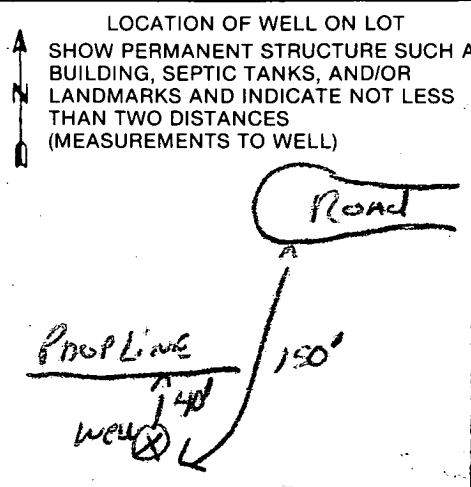 LOCATION OF WELL ON LOT
SHOW PERMANENT STRUCTURE SUCH A
BUILDING, SEPTIC TANKS, AND/OR
N LANDMARKS AND INDICATE NOT LESS
THAN TWO DISTANCES
(MEASUREMENTS TO WELL)
ROAD
PROP LINE
150'
40'
Well